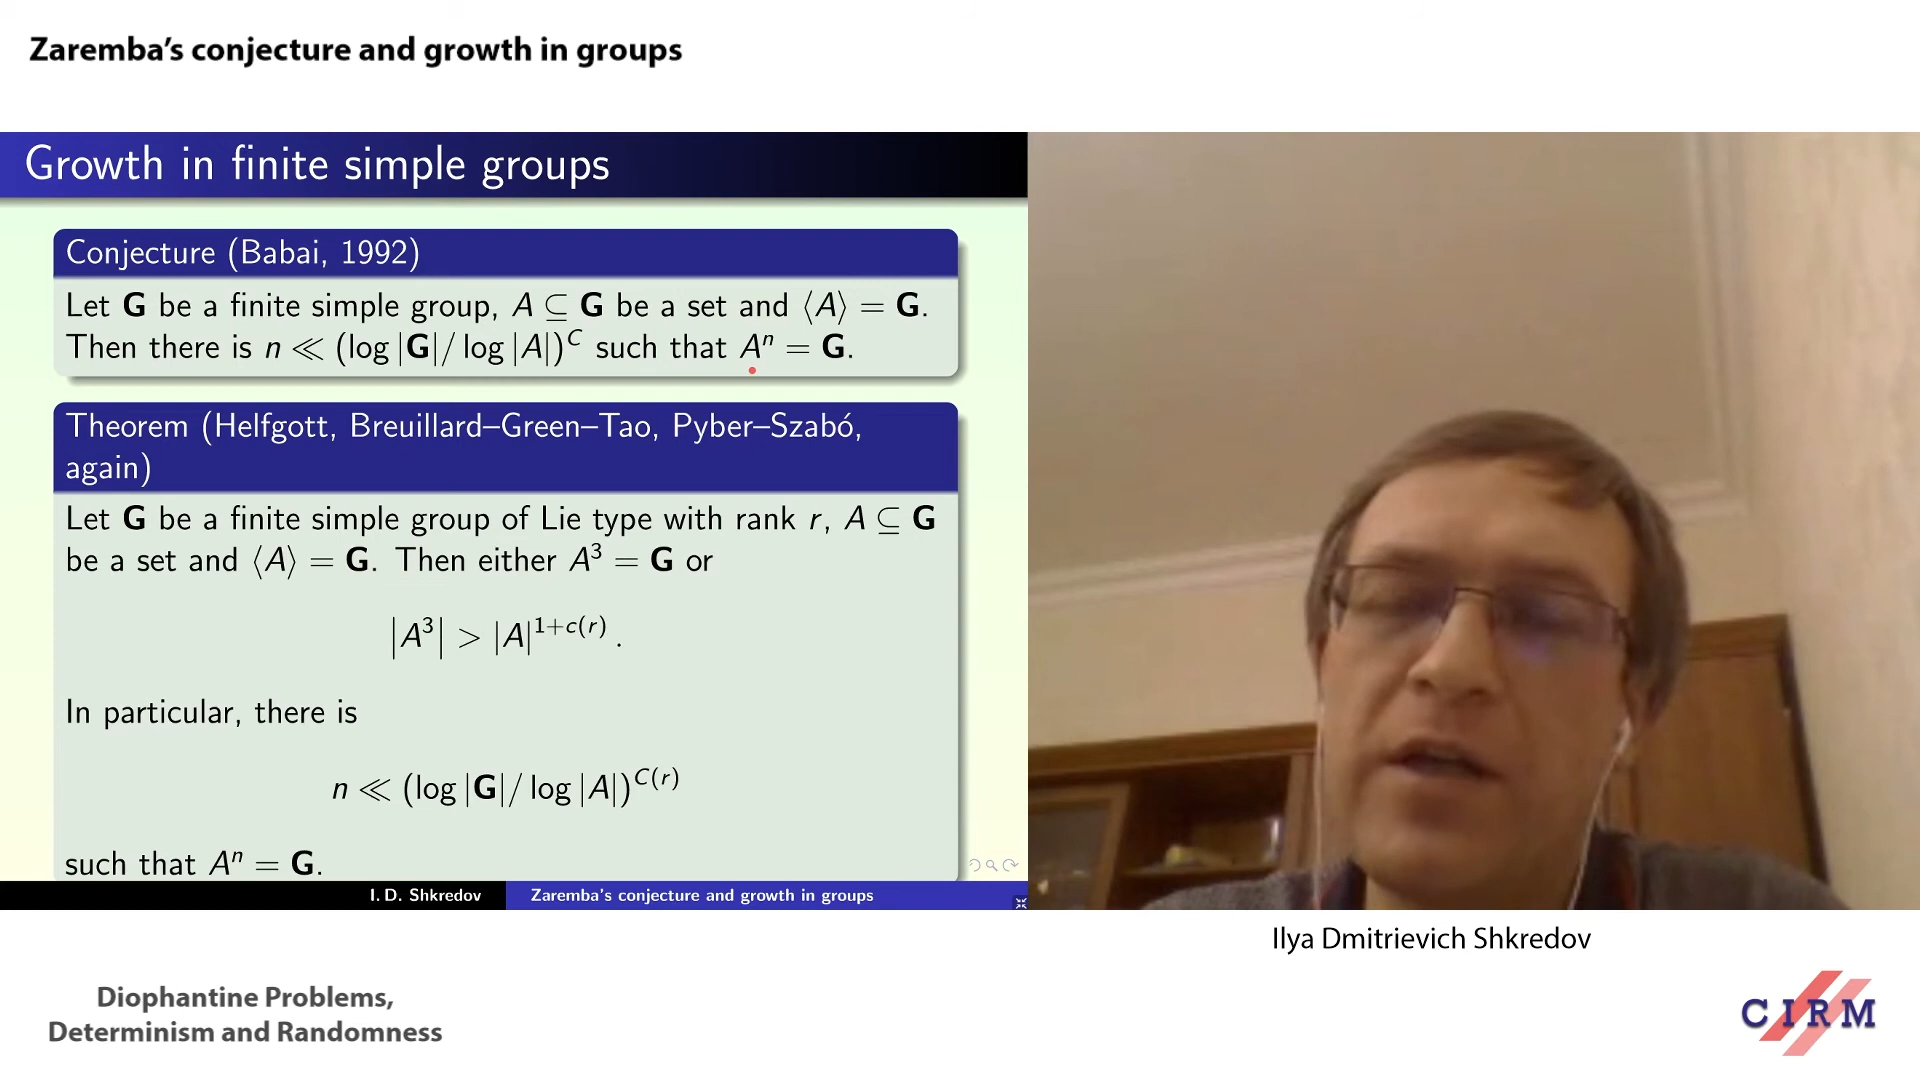 Zaremba's conjecture and growth in groups
Growth in finite simple groups
Conjecture (Babai, 1992)
Let G be a finite simple group, A ⊆ G be a set and ⟨A⟩ = G.
Then there is n ≪ (log |G|/ log |A|)^C such that A^n = G.
Theorem (Helfgott, Breuillard–Green–Tao, Pyber–Szabó,
again)
Let G be a finite simple group of Lie type with rank r, A ⊆ G
be a set and ⟨A⟩ = G. Then either A^3 = G or
|A^3| > |A|^{1+c(r)} .
In particular, there is
n ≪ (log |G|/ log |A|)^{C(r)}
such that A^n = G.
I. D. Shkredov
Zaremba's conjecture and growth in groups
Ilya Dmitrievich Shkredov
Diophantine Problems,
Determinism and Randomness
CIRM